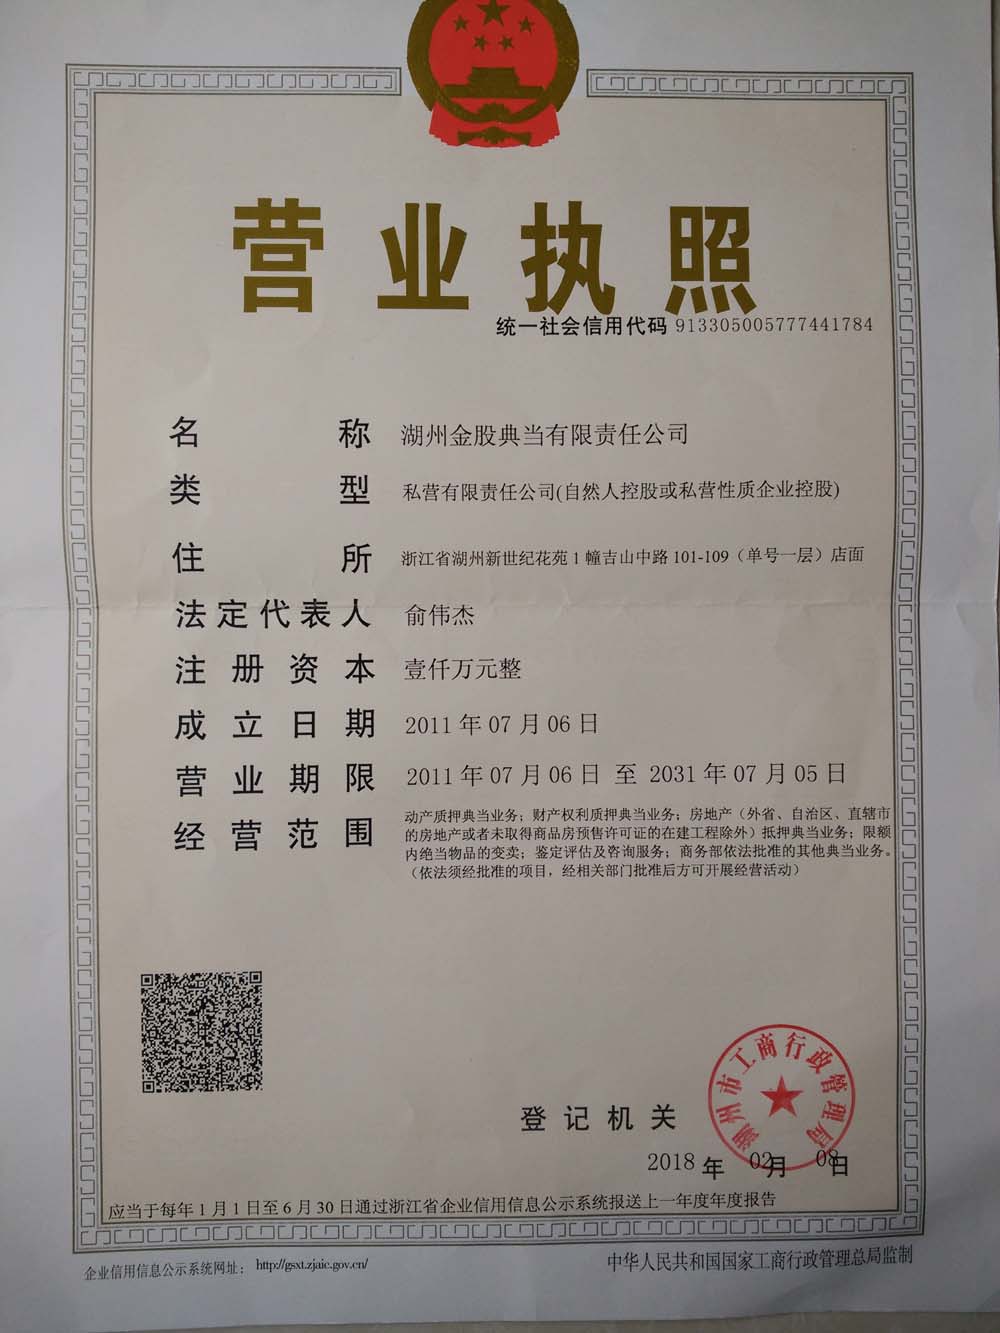 营业执照
统一社会信用代码 913305005777441784
名称 湖州金股典当有限责任公司
类型 私营有限责任公司(自然人控股或私营性质企业控股)
住所 浙江省湖州新世纪花苑1幢吉山中路101-109（单号一层）店面
法定代表人 俞伟杰
注册资本 壹仟万元整
成立日期 2011年07月06日
营业期限 2011年07月06日 至 2031年07月05日
经营范围 动产质押典当业务；财产权利质押典当业务；房地产（外省、自治区、直辖市
的房地产或者未取得商品房预售许可证的在建工程除外）抵押典当业务；限额
内绝当物品的变卖；鉴定评估及咨询服务；商务部依法批准的其他典当业务。
（依法须经批准的项目，经相关部门批准后方可开展经营活动）
湖州市工商行政管理局
登记机关
2018年02月08日
应当于每年1月1日至6月30日通过浙江省企业信用信息公示系统报送上一年度年度报告
企业信用信息公示系统网址： http://gsxt.zjaic.gov.cn/
中华人民共和国国家工商行政管理总局监制